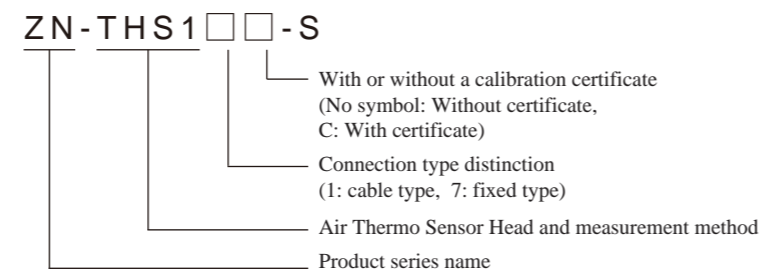 ZN-THS1□□-S
With or without a calibration certificate
(No symbol: Without certificate,
C: With certificate)
Connection type distinction
(1: cable type, 7: fixed type)
Air Thermo Sensor Head and measurement method
Product series name